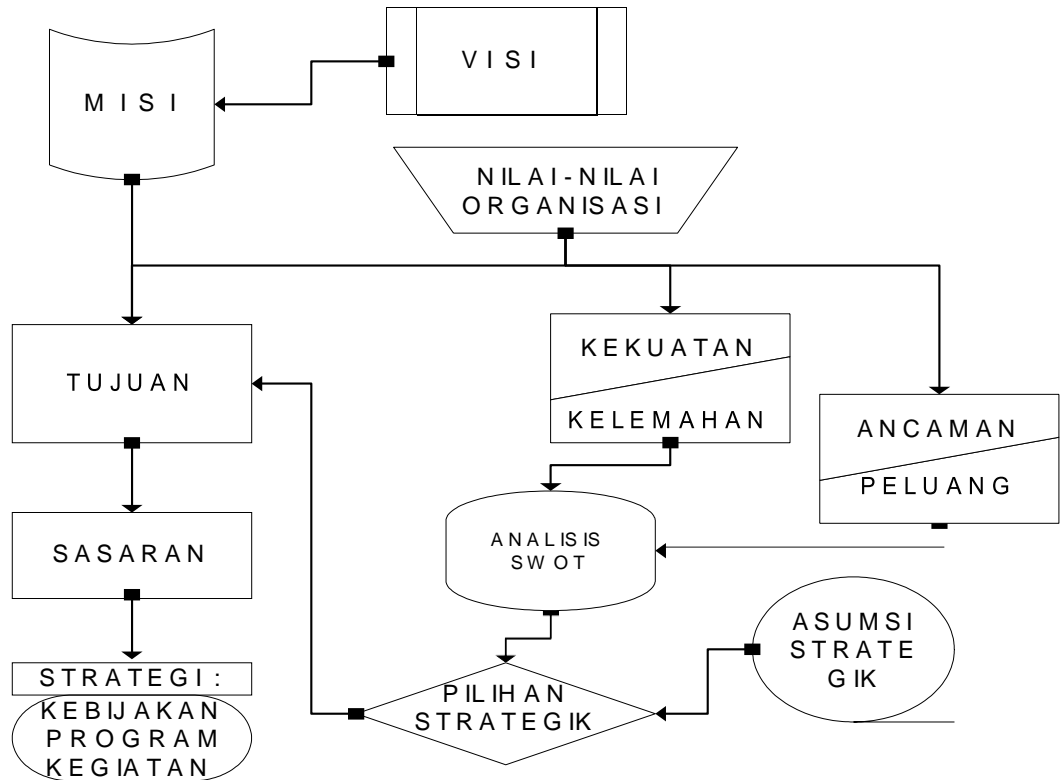 VISI
MISI
NILAI-NILAI
ORGANISASI
KEKUATAN
KELEMAHAN
TUJUAN
ANCAMAN
PELUANG
SASARAN
ANALISIS
SWOT
ASUMSI
STRATE
GIK
STRATEGI :
KEBIJAKAN
PROGRAM
KEGIATAN
PILIHAN
STRATEGIK